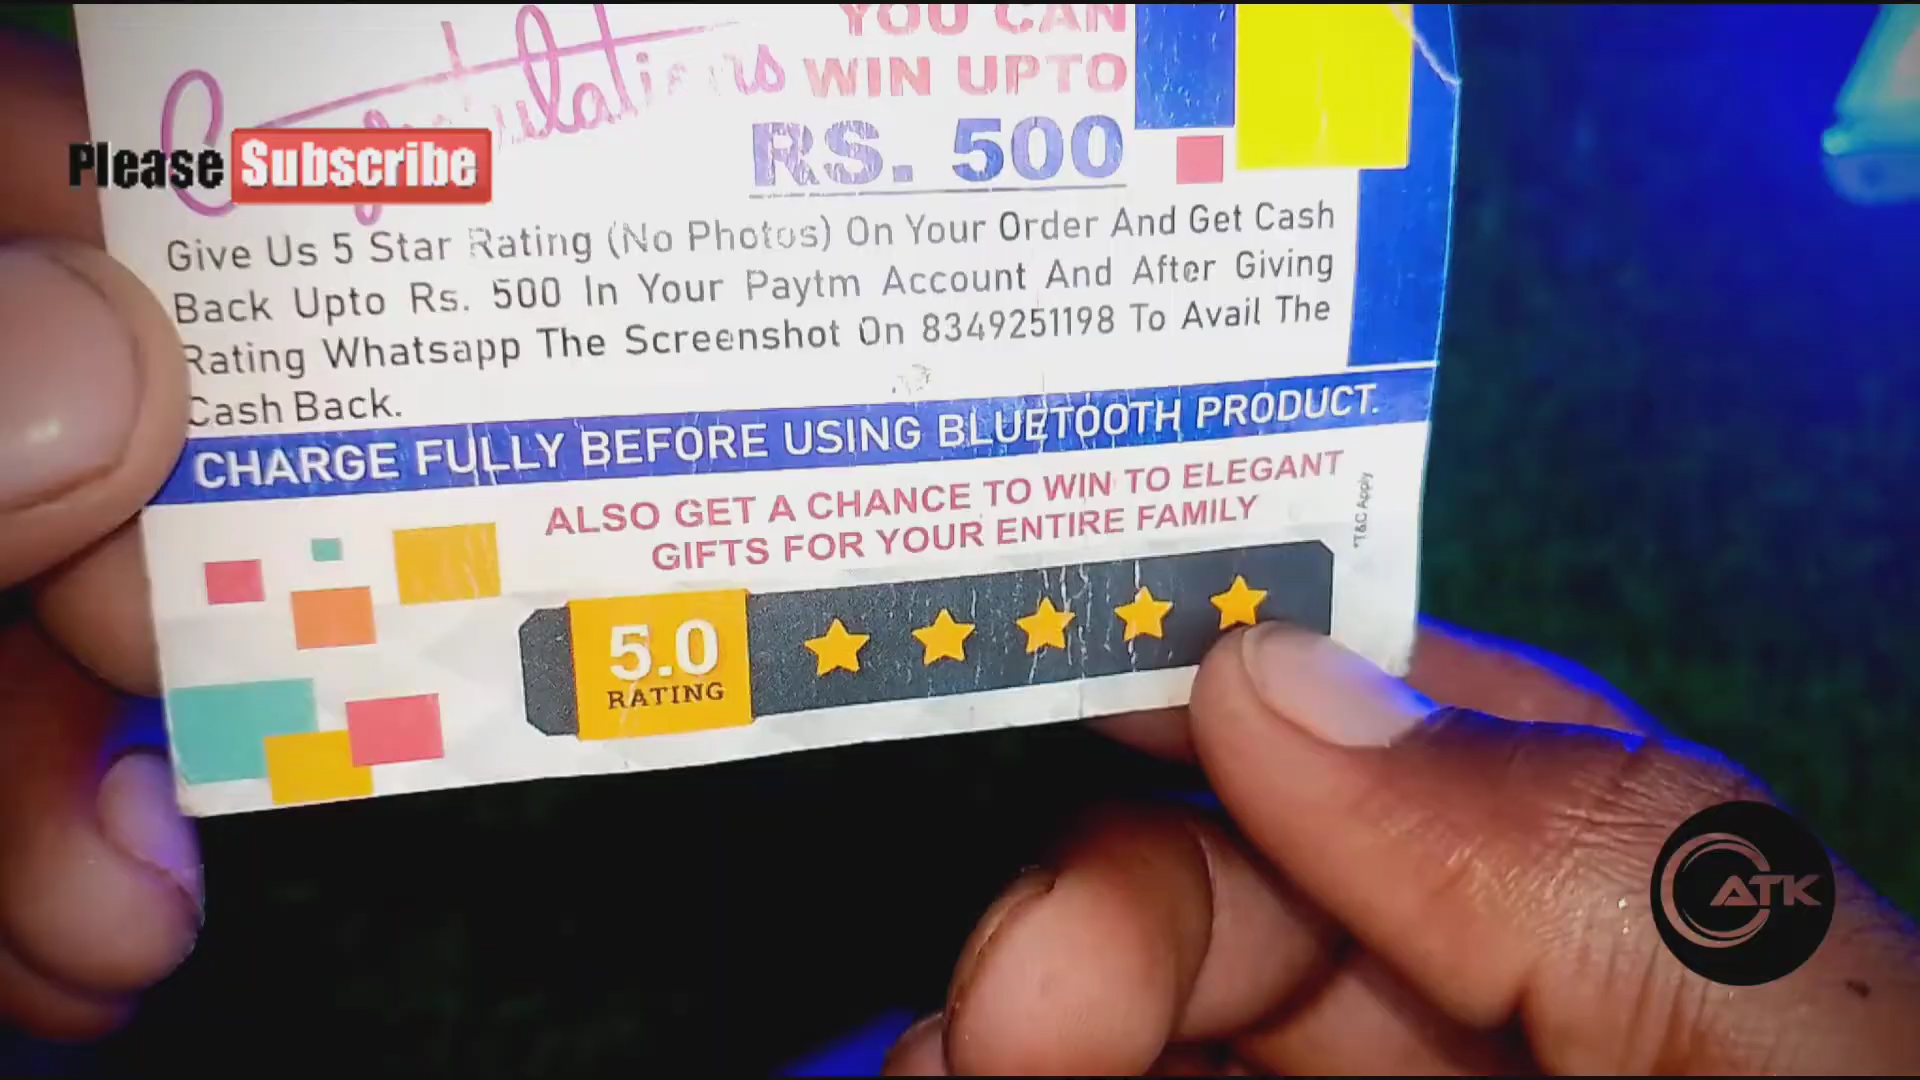 YOU CAN
Congratulations WIN UPTO
RS. 500
Please Subscribe
Give Us 5 Star Rating (No Photos) On Your Order And Get Cash
Back Upto Rs. 500 In Your Paytm Account And After Giving
Rating Whatsapp The Screenshot On 8349251198 To Avail The
Cash Back.
CHARGE FULLY BEFORE USING BLUETOOTH PRODUCT.
ALSO GET A CHANCE TO WIN TO ELEGANT
GIFTS FOR YOUR ENTIRE FAMILY
*T&C Apply
5.0
RATING
ATK